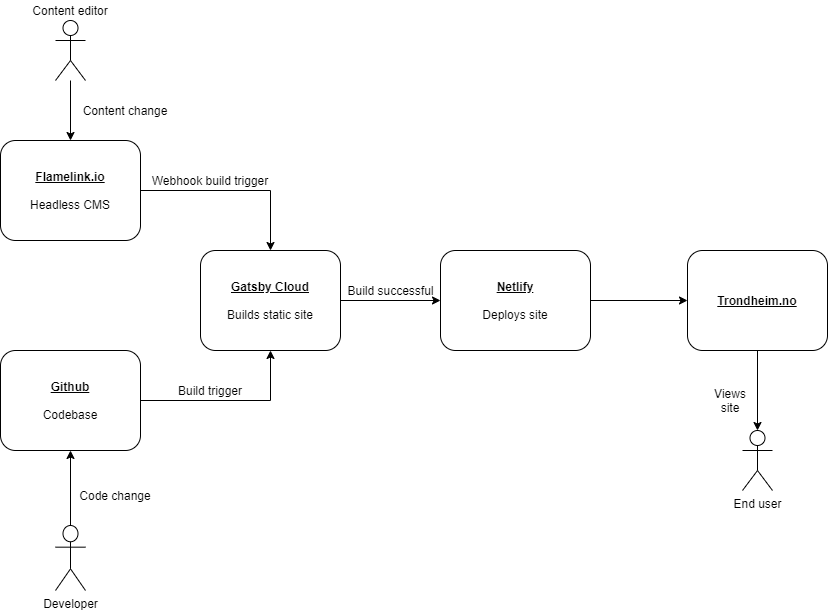 Content editor
Content change
Flamelink.io
Headless CMS
Webhook build trigger
Gatsby Cloud
Builds static site
Build successful
Netlify
Deploys site
Trondheim.no
Github
Codebase
Build trigger
Views
site
Code change
End user
Developer